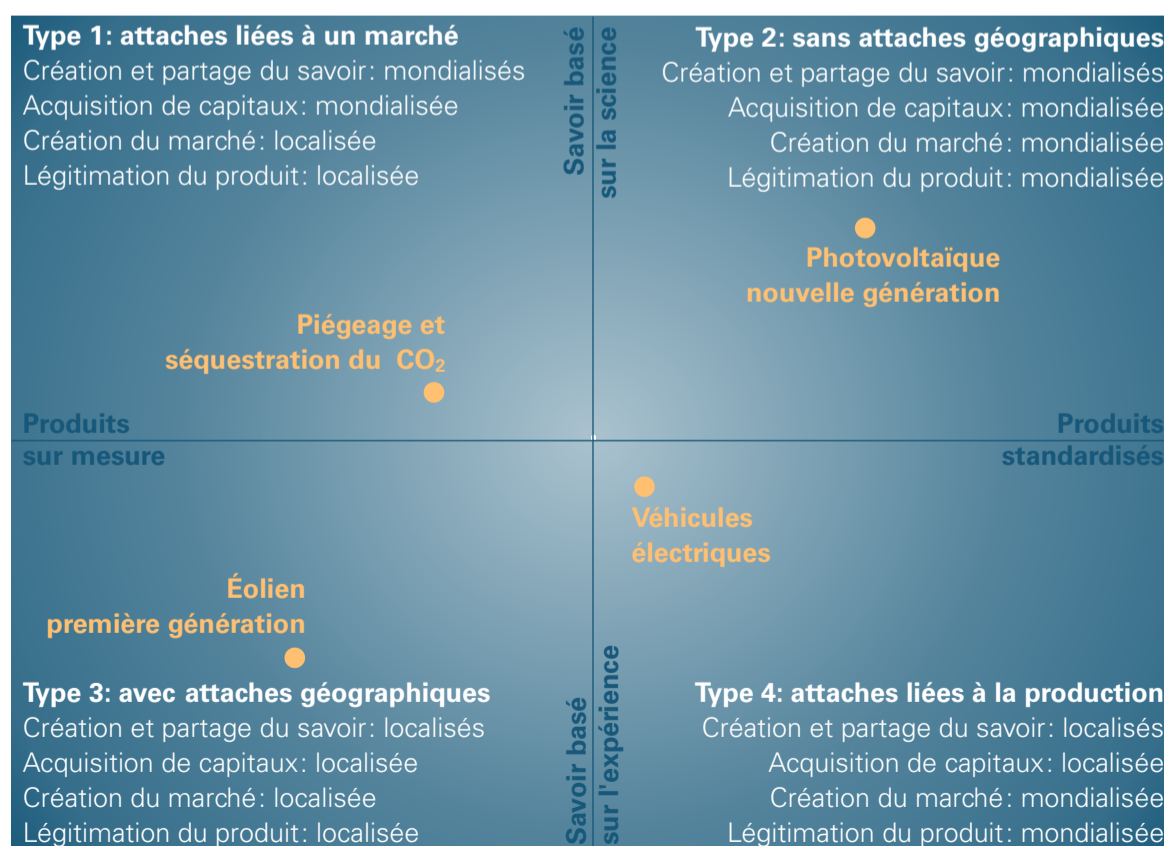 Type 1: attaches liées à un marché
Création et partage du savoir: mondialisés
Acquisition de capitaux: mondialisée
Création du marché: localisée
Légitimation du produit: localisée
Savoir basé
sur la science
Type 2: sans attaches géographiques
Création et partage du savoir: mondialisés
Acquisition de capitaux: mondialisée
Création du marché: mondialisée
Légitimation du produit: mondialisée
Photovoltaïque
nouvelle génération
Piégeage et
séquestration du CO₂
Produits
sur mesure
Produits
standardisés
Véhicules
électriques
Éolien
première génération
Type 3: avec attaches géographiques
Création et partage du savoir: localisés
Acquisition de capitaux: localisée
Création du marché: localisée
Légitimation du produit: localisée
Savoir basé
sur l'expérience
Type 4: attaches liées à la production
Création et partage du savoir: localisés
Acquisition de capitaux: localisée
Création du marché: mondialisée
Légitimation du produit: mondialisée